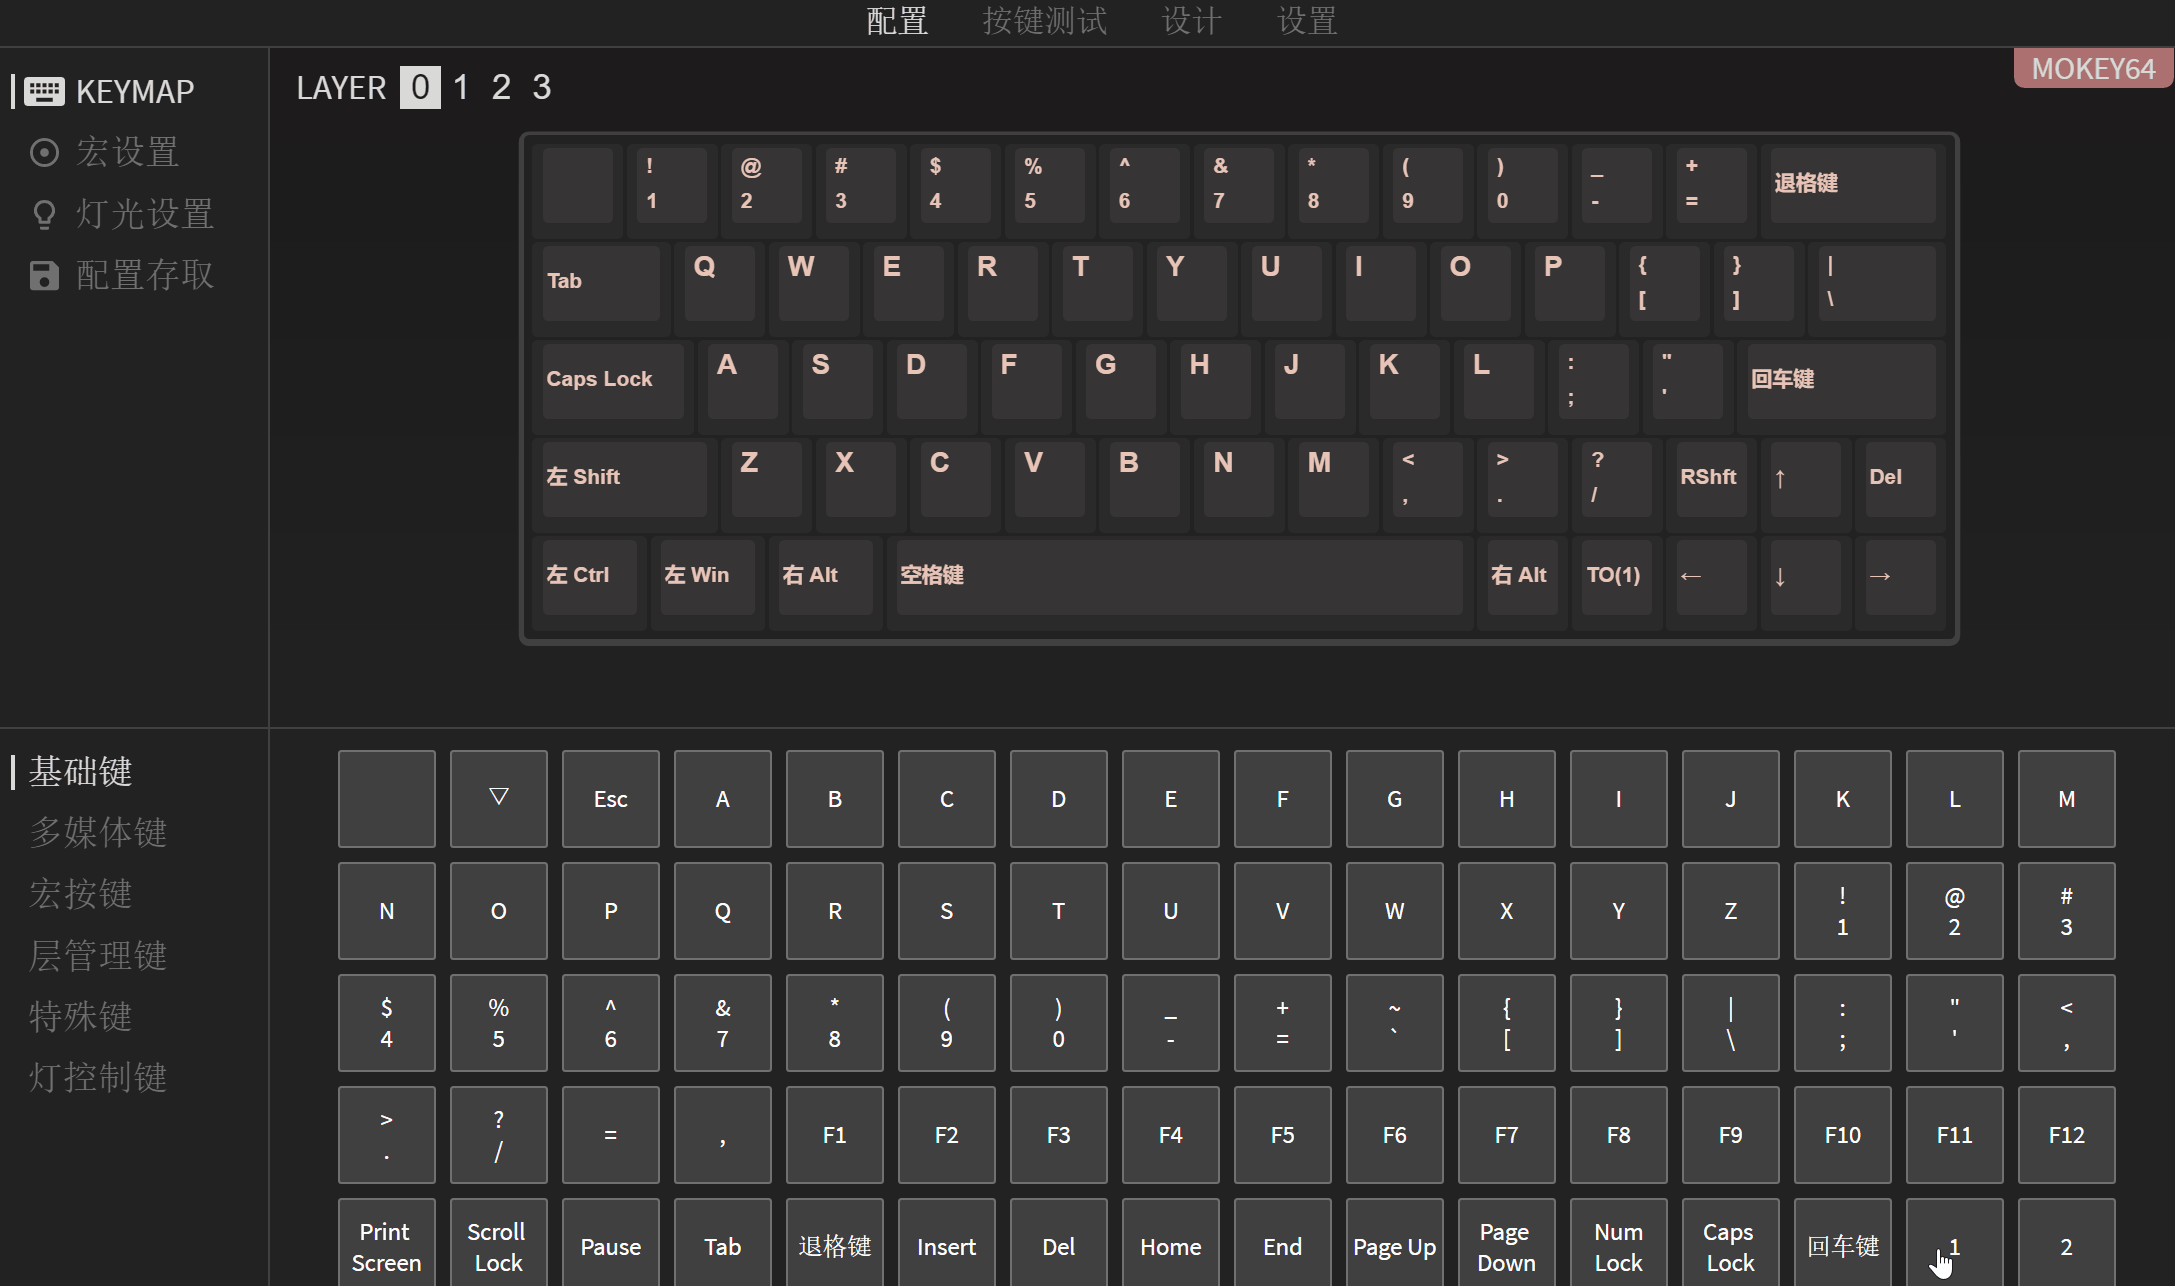 配置 按键测试 设计 设置
KEYMAP
宏设置
灯光设置
配置存取
LAYER 0 1 2 3
MOKEY64
! @ # $ % ^ & * ( ) _ +
1 2 3 4 5 6 7 8 9 0 - = 退格键
Tab Q W E R T Y U I O P { } |
[ ] \
Caps Lock A S D F G H J K L : " 回车键
; '
左 Shift Z X C V B N M < > ? RShft ↑ Del
, . /
左 Ctrl 左 Win 右 Alt 空格键 右 Alt TO(1) ← ↓ →
基础键
多媒体键
宏按键
层管理键
特殊键
灯控制键
▽ Esc A B C D E F G H I J K L M
N O P Q R S T U V W X Y Z ! @ #
1 2 3
$ % ^ & * ( ) _ + ~ { } | : " <
4 5 6 7 8 9 0 - = ` [ ] \ ; ' ,
> ? = , F1 F2 F3 F4 F5 F6 F7 F8 F9 F10 F11 F12
. /
Print Screen Scroll Lock Pause Tab 退格键 Insert Del Home End Page Up Page Down Num Lock Caps Lock 回车键 1 2